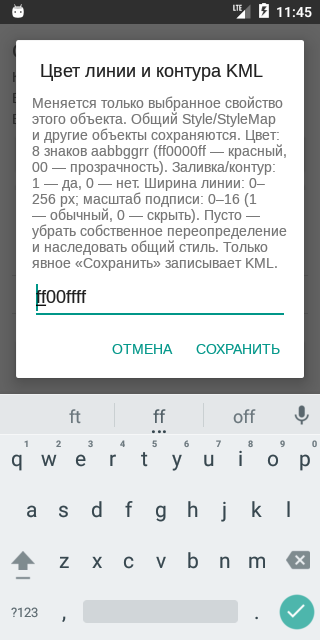 LTE 11:45
Цвет линии и контура KML
Меняется только выбранное свойство
этого объекта. Общий Style/StyleMap
и другие объекты сохраняются. Цвет:
8 знаков aabbggrr (ff0000ff — красный,
00 — прозрачность). Заливка/контур:
1 — да, 0 — нет. Ширина линии: 0–
256 px; масштаб подписи: 0–16 (1
— обычный, 0 — скрыть). Пусто —
убрать собственное переопределение
и наследовать общий стиль. Только
явное «Сохранить» записывает KML.
ff00ffff
ОТМЕНА СОХРАНИТЬ
ft ff off
1 2 3 4 5 6 7 8 9 0
q w e r t y u i o p
a s d f g h j k l
z x c v b n m
?123 , .